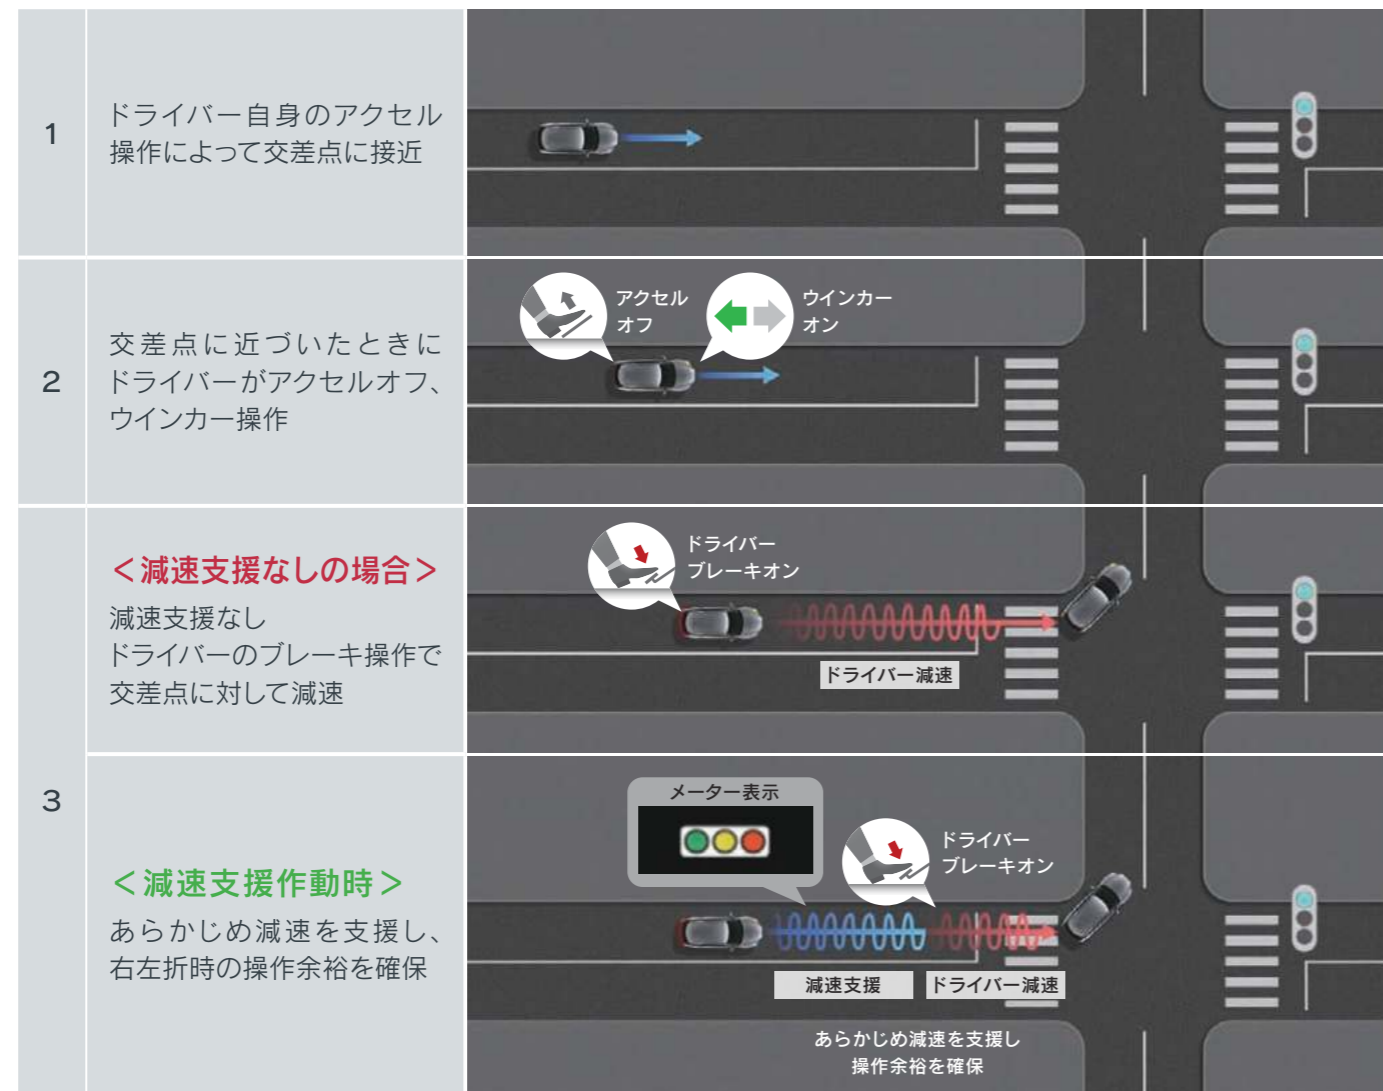 1
ドライバー自身のアクセル
操作によって交差点に接近
2
交差点に近づいたときに
ドライバーがアクセルオフ、
ウインカー操作
アクセル
オフ
ウインカー
オン
3
＜減速支援なしの場合＞
減速支援なし
ドライバーのブレーキ操作で
交差点に対して減速
ドライバー
ブレーキオン
ドライバー減速
＜減速支援作動時＞
あらかじめ減速を支援し、
右左折時の操作余裕を確保
メーター表示
ドライバー
ブレーキオン
減速支援
ドライバー減速
あらかじめ減速を支援し
操作余裕を確保